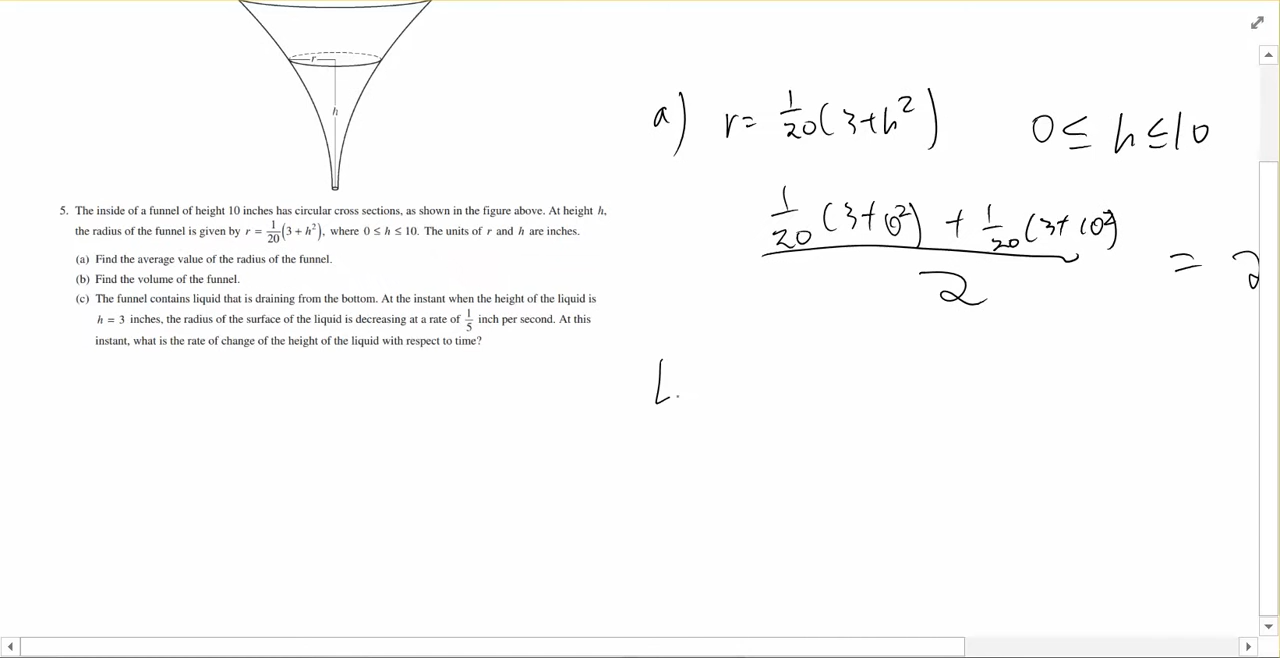 r
h
5. The inside of a funnel of height 10 inches has circular cross sections, as shown in the figure above. At height h,
the radius of the funnel is given by r = 1/20 (3 + h²), where 0 ≤ h ≤ 10. The units of r and h are inches.
(a) Find the average value of the radius of the funnel.
(b) Find the volume of the funnel.
(c) The funnel contains liquid that is draining from the bottom. At the instant when the height of the liquid is
h = 3 inches, the radius of the surface of the liquid is decreasing at a rate of 1/5 inch per second. At this
instant, what is the rate of change of the height of the liquid with respect to time?
a) r= 1/20 (3+h²) 0 ≤ h ≤ 10
(1/20 (3+0²) + 1/20 (3+10²)) / 2 = 2